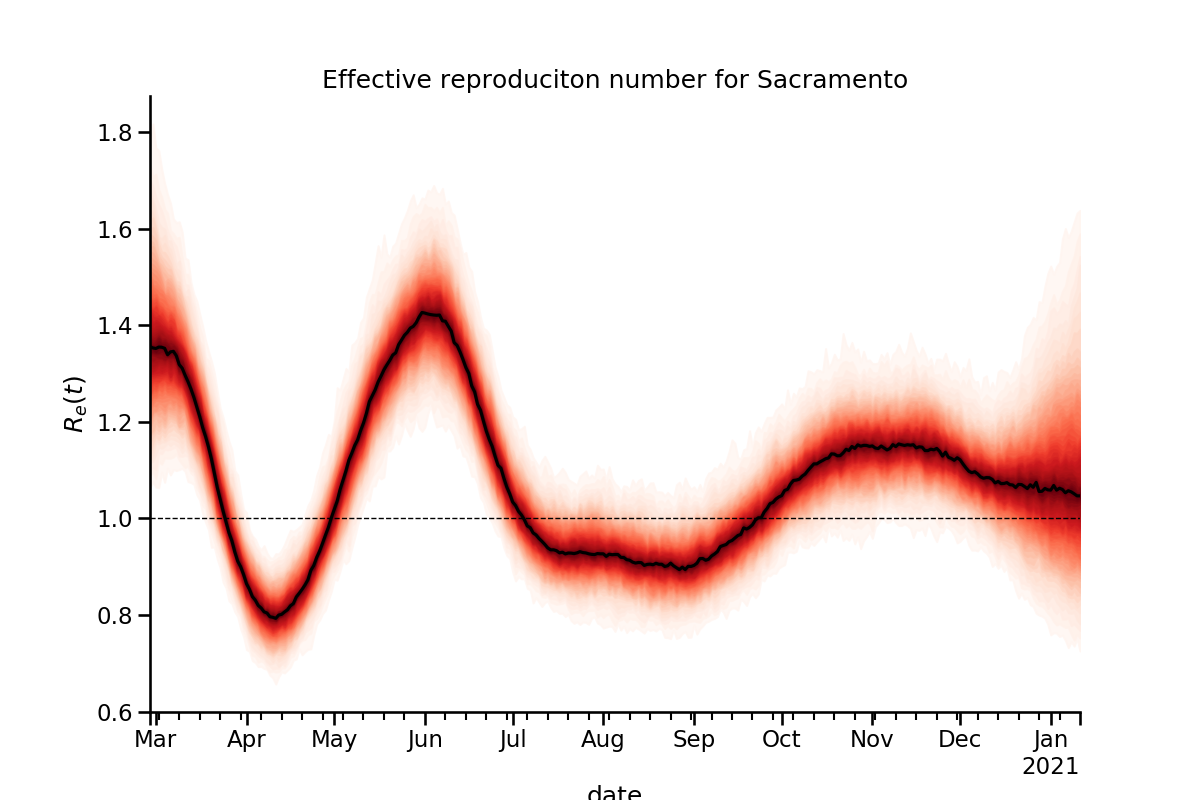 Effective reproduciton number for Sacramento
1.8
1.6
1.4
1.2
1.0
0.8
0.6
R_e(t)
Mar Apr May Jun Jul Aug Sep Oct Nov Dec Jan
2021
date